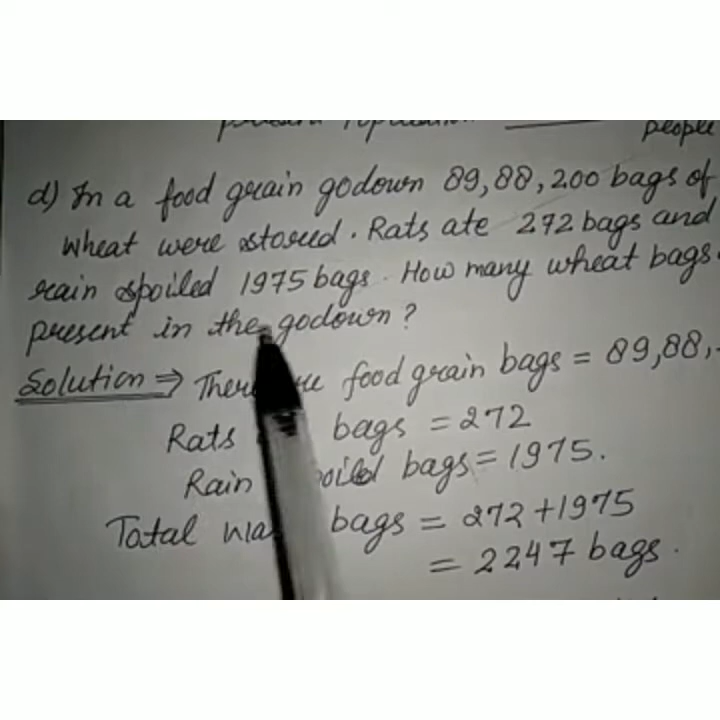 people
d) In a food grain godown 89,88,200 bags of
wheat were stored. Rats ate 272 bags and
rain spoiled 1975 bags. How many wheat bags
present in the godown?
Solution ⇒ food grain bags = 89,88,
Rats bags = 272
Rain bags = 1975.
Total bags = 272 + 1975
= 2247 bags.